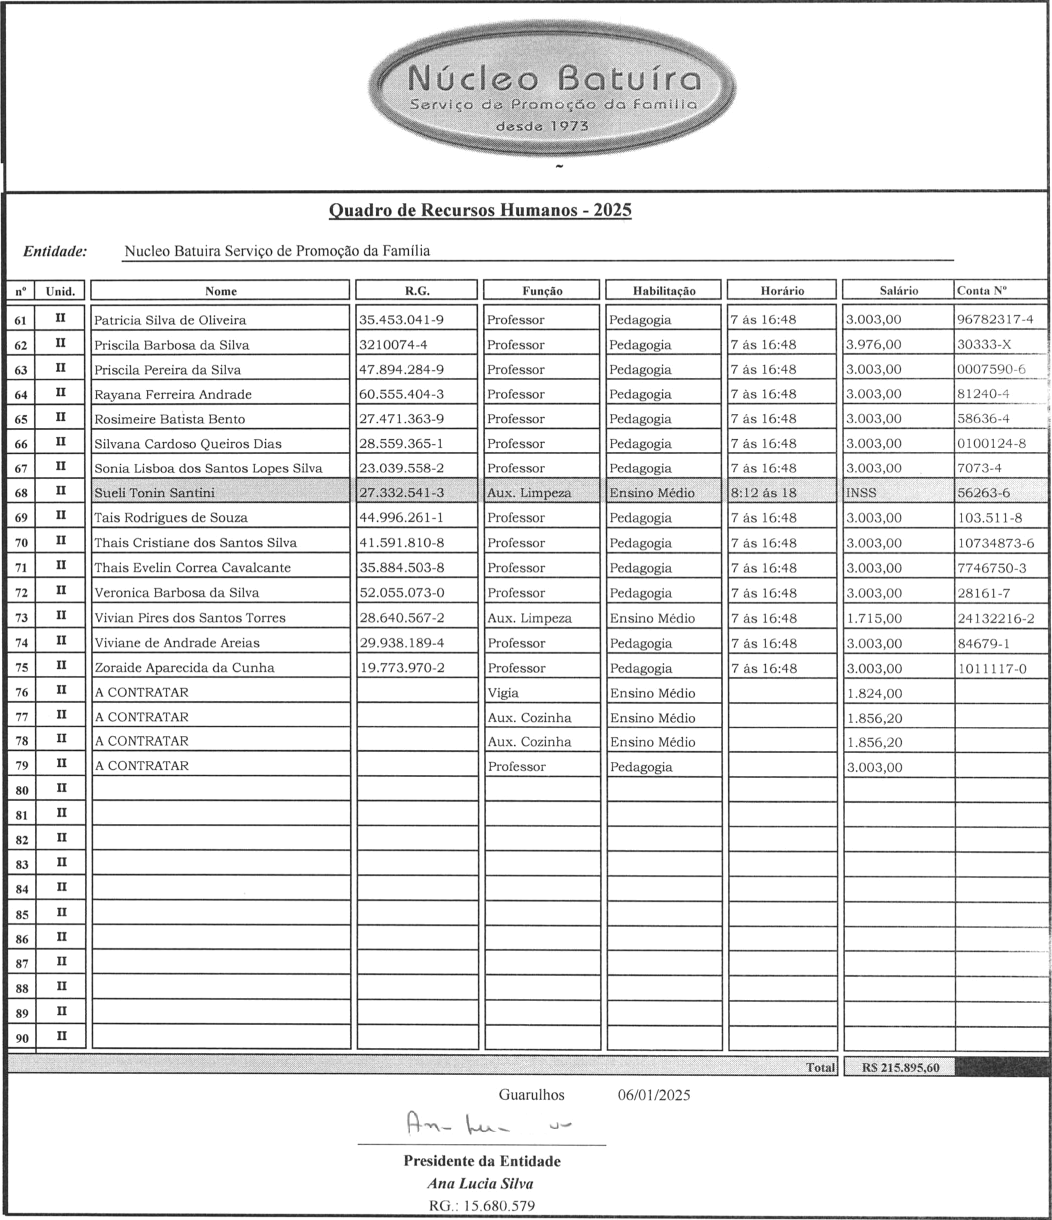 Núcleo Batuíra
Serviço de Promoção da Família
desde 1973
~
Quadro de Recursos Humanos - 2025
Entidade: Nucleo Batuira Serviço de Promoção da Família
nº Unid. Nome R.G. Função Habilitação Horário Salário Conta Nº
61 II Patricia Silva de Oliveira 35.453.041-9 Professor Pedagogia 7 ás 16:48 3.003,00 96782317-4
62 II Priscila Barbosa da Silva 3210074-4 Professor Pedagogia 7 ás 16:48 3.976,00 30333-X
63 II Priscila Pereira da Silva 47.894.284-9 Professor Pedagogia 7 ás 16:48 3.003,00 0007590-6
64 II Rayana Ferreira Andrade 60.555.404-3 Professor Pedagogia 7 ás 16:48 3.003,00 81240-4
65 II Rosimeire Batista Bento 27.471.363-9 Professor Pedagogia 7 ás 16:48 3.003,00 58636-4
66 II Silvana Cardoso Queiros Dias 28.559.365-1 Professor Pedagogia 7 ás 16:48 3.003,00 0100124-8
67 II Sonia Lisboa dos Santos Lopes Silva 23.039.558-2 Professor Pedagogia 7 ás 16:48 3.003,00 7073-4
68 II Sueli Tonin Santini 27.332.541-3 Aux. Limpeza Ensino Médio 8:12 ás 18 INSS 56263-6
69 II Tais Rodrigues de Souza 44.996.261-1 Professor Pedagogia 7 ás 16:48 3.003,00 103.511-8
70 II Thais Cristiane dos Santos Silva 41.591.810-8 Professor Pedagogia 7 ás 16:48 3.003,00 10734873-6
71 II Thais Evelin Correa Cavalcante 35.884.503-8 Professor Pedagogia 7 ás 16:48 3.003,00 7746750-3
72 II Veronica Barbosa da Silva 52.055.073-0 Professor Pedagogia 7 ás 16:48 3.003,00 28161-7
73 II Vivian Pires dos Santos Torres 28.640.567-2 Aux. Limpeza Ensino Médio 7 ás 16:48 1.715,00 24132216-2
74 II Viviane de Andrade Areias 29.938.189-4 Professor Pedagogia 7 ás 16:48 3.003,00 84679-1
75 II Zoraide Aparecida da Cunha 19.773.970-2 Professor Pedagogia 7 ás 16:48 3.003,00 1011117-0
76 II A CONTRATAR Vigia Ensino Médio 1.824,00
77 II A CONTRATAR Aux. Cozinha Ensino Médio 1.856,20
78 II A CONTRATAR Aux. Cozinha Ensino Médio 1.856,20
79 II A CONTRATAR Professor Pedagogia 3.003,00
80 II
81 II
82 II
83 II
84 II
85 II
86 II
87 II
88 II
89 II
90 II
Total R$ 215.895,60
Guarulhos 06/01/2025
Presidente da Entidade
Ana Lucia Silva
RG.: 15.680.579